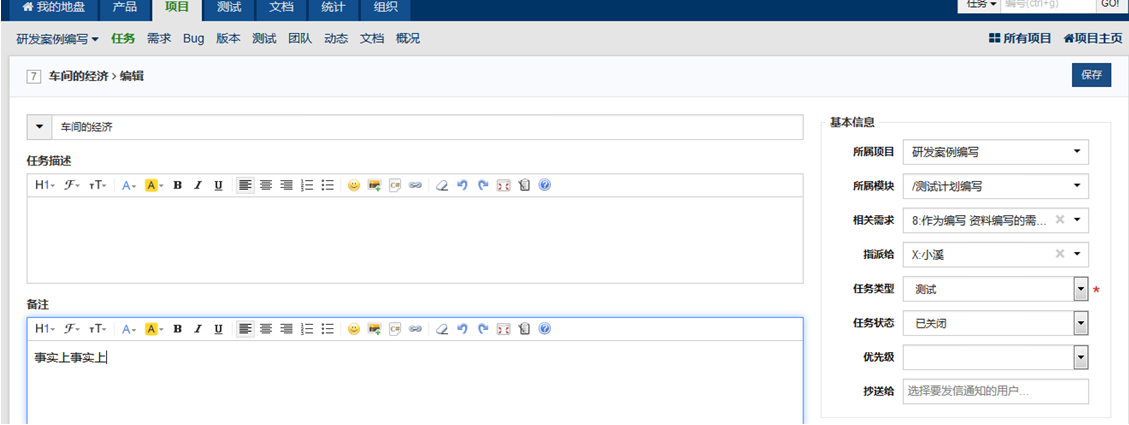 我的地盘 产品 项目 测试 文档 统计 组织 任务 编号(ctrl+g) GO!
研发案例编写 任务 需求 Bug 版本 测试 团队 动态 文档 概况 所有项目 项目主页
7 车间的经济 > 编辑 保存
车间的经济
任务描述
H1 F TT A A B I U
备注
H1 F TT A A B I U
事实上事实上
基本信息
所属项目 研发案例编写
所属模块 /测试计划编写
相关需求 8:作为编写 资料编写的需...
指派给 X:小溪
任务类型 测试 *
任务状态 已关闭
优先级
抄送给 选择要发信通知的用户...